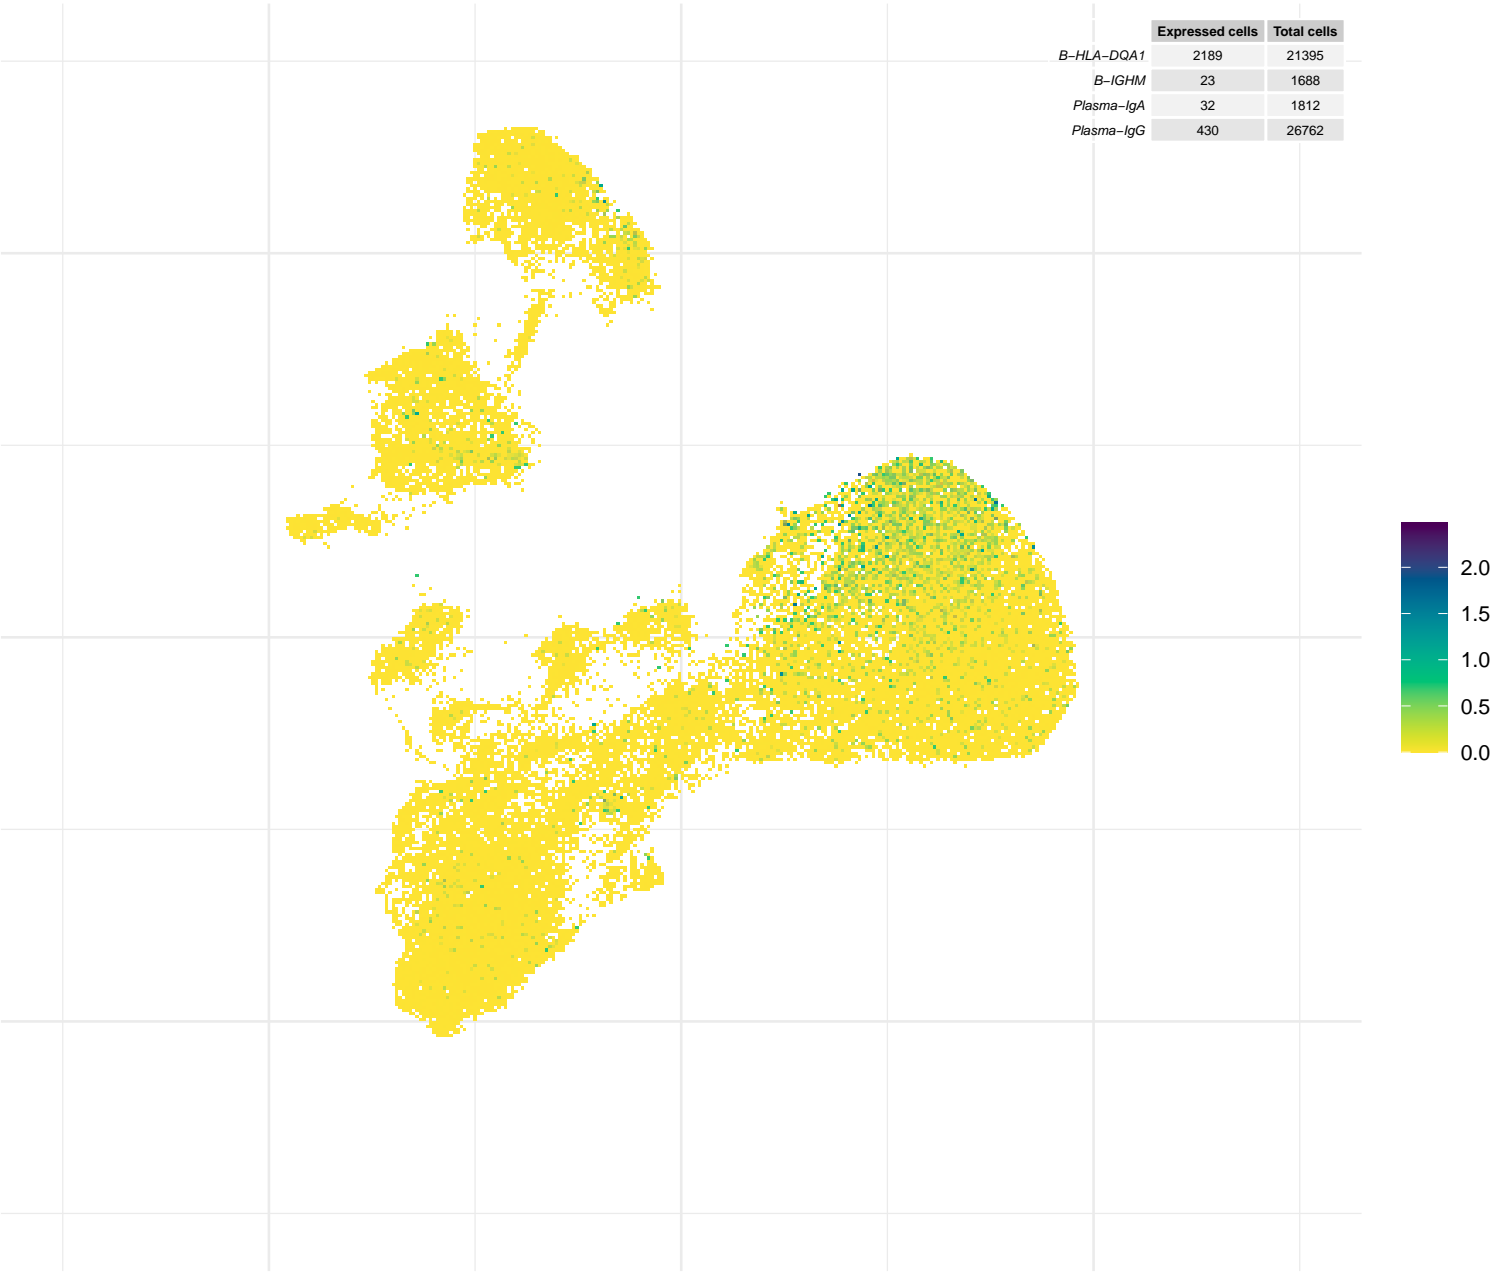 Expressed cells Total cells
B−HLA−DQA1 2189 21395
B−IGHM 23 1688
Plasma−IgA 32 1812
Plasma−IgG 430 26762
2.0
1.5
1.0
0.5
0.0